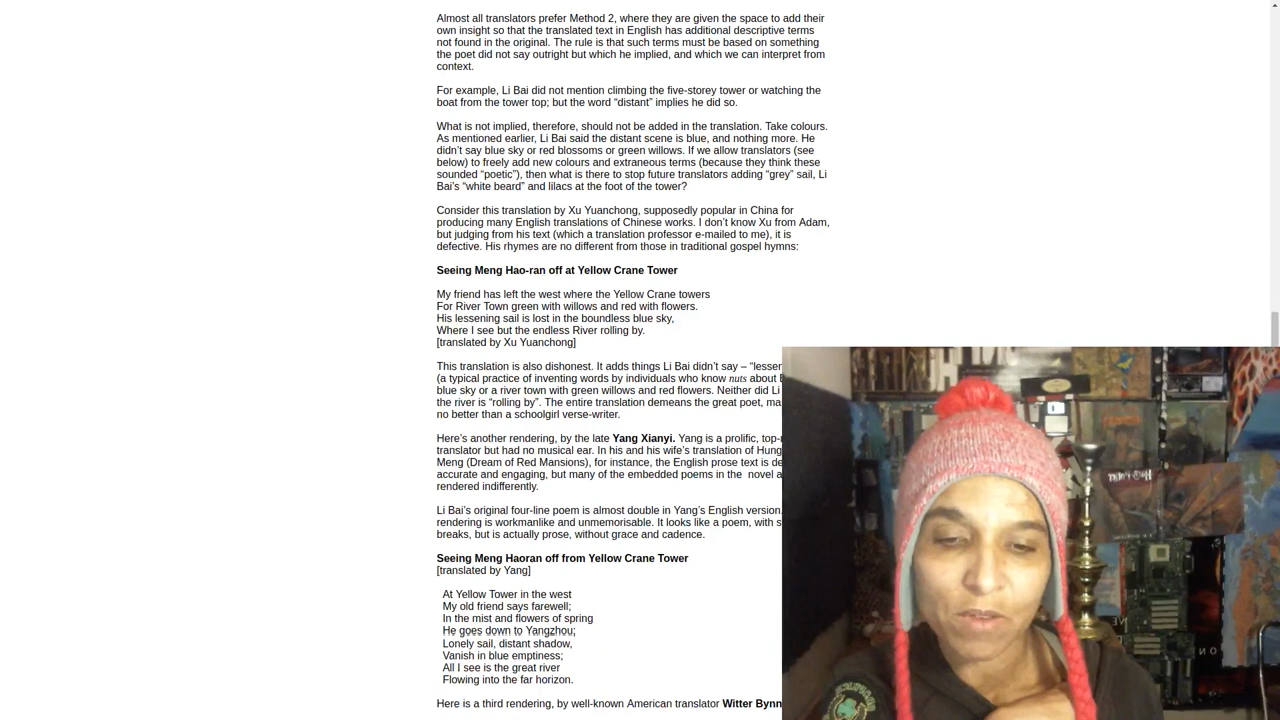 Almost all translators prefer Method 2, where they are given the space to add their
own insight so that the translated text in English has additional descriptive terms
not found in the original. The rule is that such terms must be based on something
the poet did not say outright but which he implied, and which we can interpret from
context.
For example, Li Bai did not mention climbing the five-storey tower or watching the
boat from the tower top; but the word “distant” implies he did so.
What is not implied, therefore, should not be added in the translation. Take colours.
As mentioned earlier, Li Bai said the distant scene is blue, and nothing more. He
didn’t say blue sky or red blossoms or green willows. If we allow translators (see
below) to freely add new colours and extraneous terms (because they think these
sounded “poetic”), then what is there to stop future translators adding “grey” sail, Li
Bai’s “white beard” and lilacs at the foot of the tower?
Consider this translation by Xu Yuanchong, supposedly popular in China for
producing many English translations of Chinese works. I don’t know Xu from Adam,
but judging from his text (which a translation professor e-mailed to me), it is
defective. His rhymes are no different from those in traditional gospel hymns:
Seeing Meng Hao-ran off at Yellow Crane Tower
My friend has left the west where the Yellow Crane towers
For River Town green with willows and red with flowers.
His lessening sail is lost in the boundless blue sky,
Where I see but the endless River rolling by.
[translated by Xu Yuanchong]
This translation is also dishonest. It adds things Li Bai didn’t say – “lesser
(a typical practice of inventing words by individuals who know nuts about
blue sky or a river town with green willows and red flowers. Neither did Li
the river is “rolling by”. The entire translation demeans the great poet,
no better than a schoolgirl verse-writer.
Here’s another rendering, by the late Yang Xianyi. Yang is a prolific,
translator but had no musical ear. In his and his wife’s translation of Hung
Meng (Dream of Red Mansions), for instance, the English prose text is
accurate and engaging, but many of the embedded poems in the novel
rendered indifferently.
Li Bai’s original four-line poem is almost double in Yang’s English version.
rendering is workmanlike and unmemorisable. It looks like a poem, with
breaks, but is actually prose, without grace and cadence.
Seeing Meng Haoran off from Yellow Crane Tower
[translated by Yang]
At Yellow Tower in the west
My old friend says farewell;
In the mist and flowers of spring
He goes down to Yangzhou;
Lonely sail, distant shadow,
Vanish in blue emptiness;
All I see is the great river
Flowing into the far horizon.
Here is a third rendering, by well-known American translator Witter Bynn